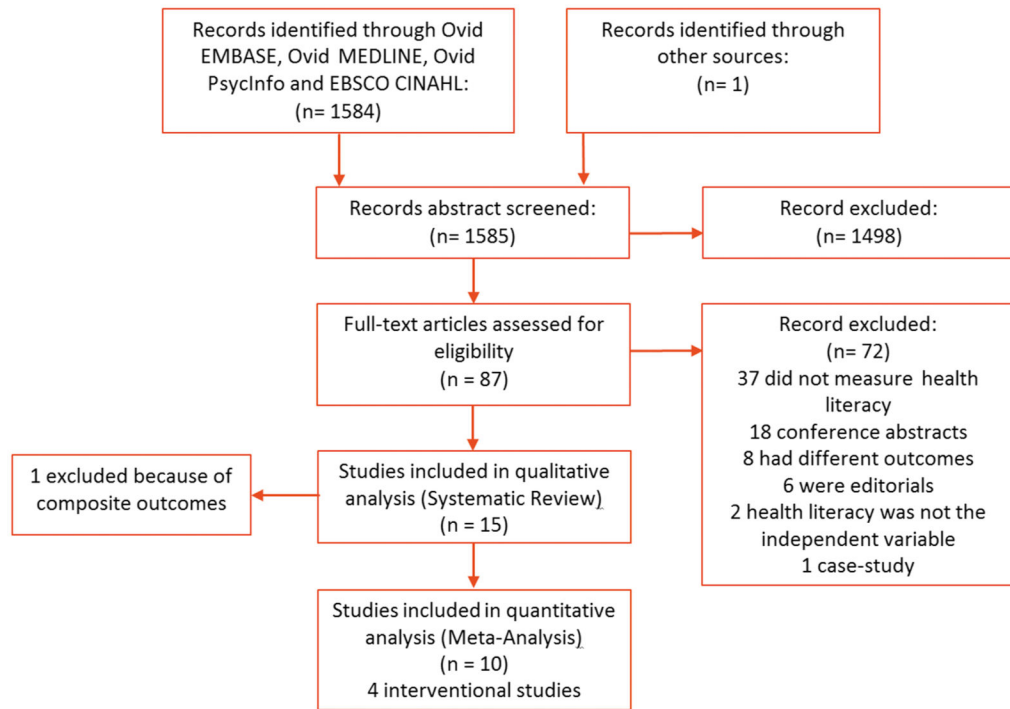 Records identified through Ovid
EMBASE, Ovid MEDLINE, Ovid
PsycInfo and EBSCO CINAHL:
(n= 1584)
Records identified through
other sources:
(n= 1)
Records abstract screened:
(n= 1585)
Record excluded:
(n= 1498)
Full-text articles assessed for
eligibility
(n = 87)
Record excluded:
(n= 72)
37 did not measure health
literacy
18 conference abstracts
8 had different outcomes
6 were editorials
2 health literacy was not the
independent variable
1 case-study
1 excluded because of
composite outcomes
Studies included in qualitative
analysis (Systematic Review)
(n = 15)
Studies included in quantitative
analysis (Meta-Analysis)
(n = 10)
4 interventional studies